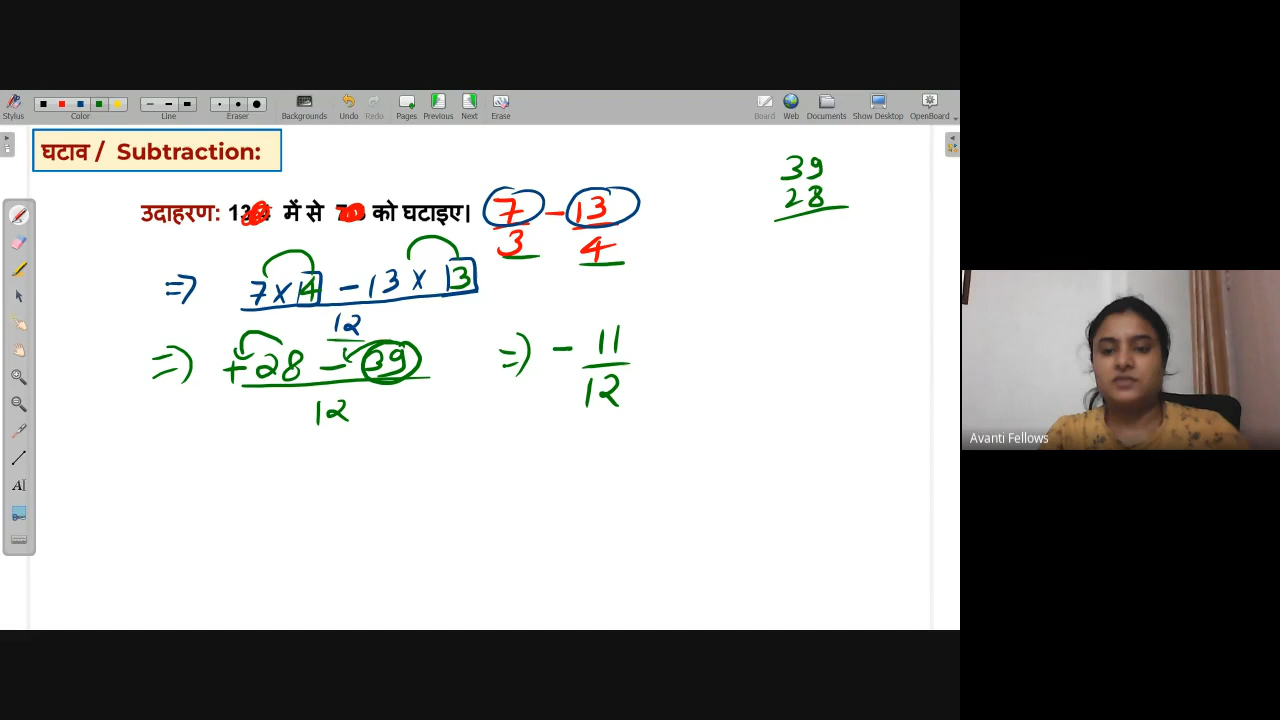 Stylus
Color
Line
Eraser
Backgrounds
Undo
Redo
Pages
Previous
Next
Erase
Board
Web
Documents
Show Desktop
OpenBoard
घटाव / Subtraction:
39
28
उदाहरण: 1 में से 7 को घटाइए। 7/3 - 13/4
=> 7 x 4 - 13 x 3
12
=> + 28 - 39 => - 11
12 12
Avanti Fellows